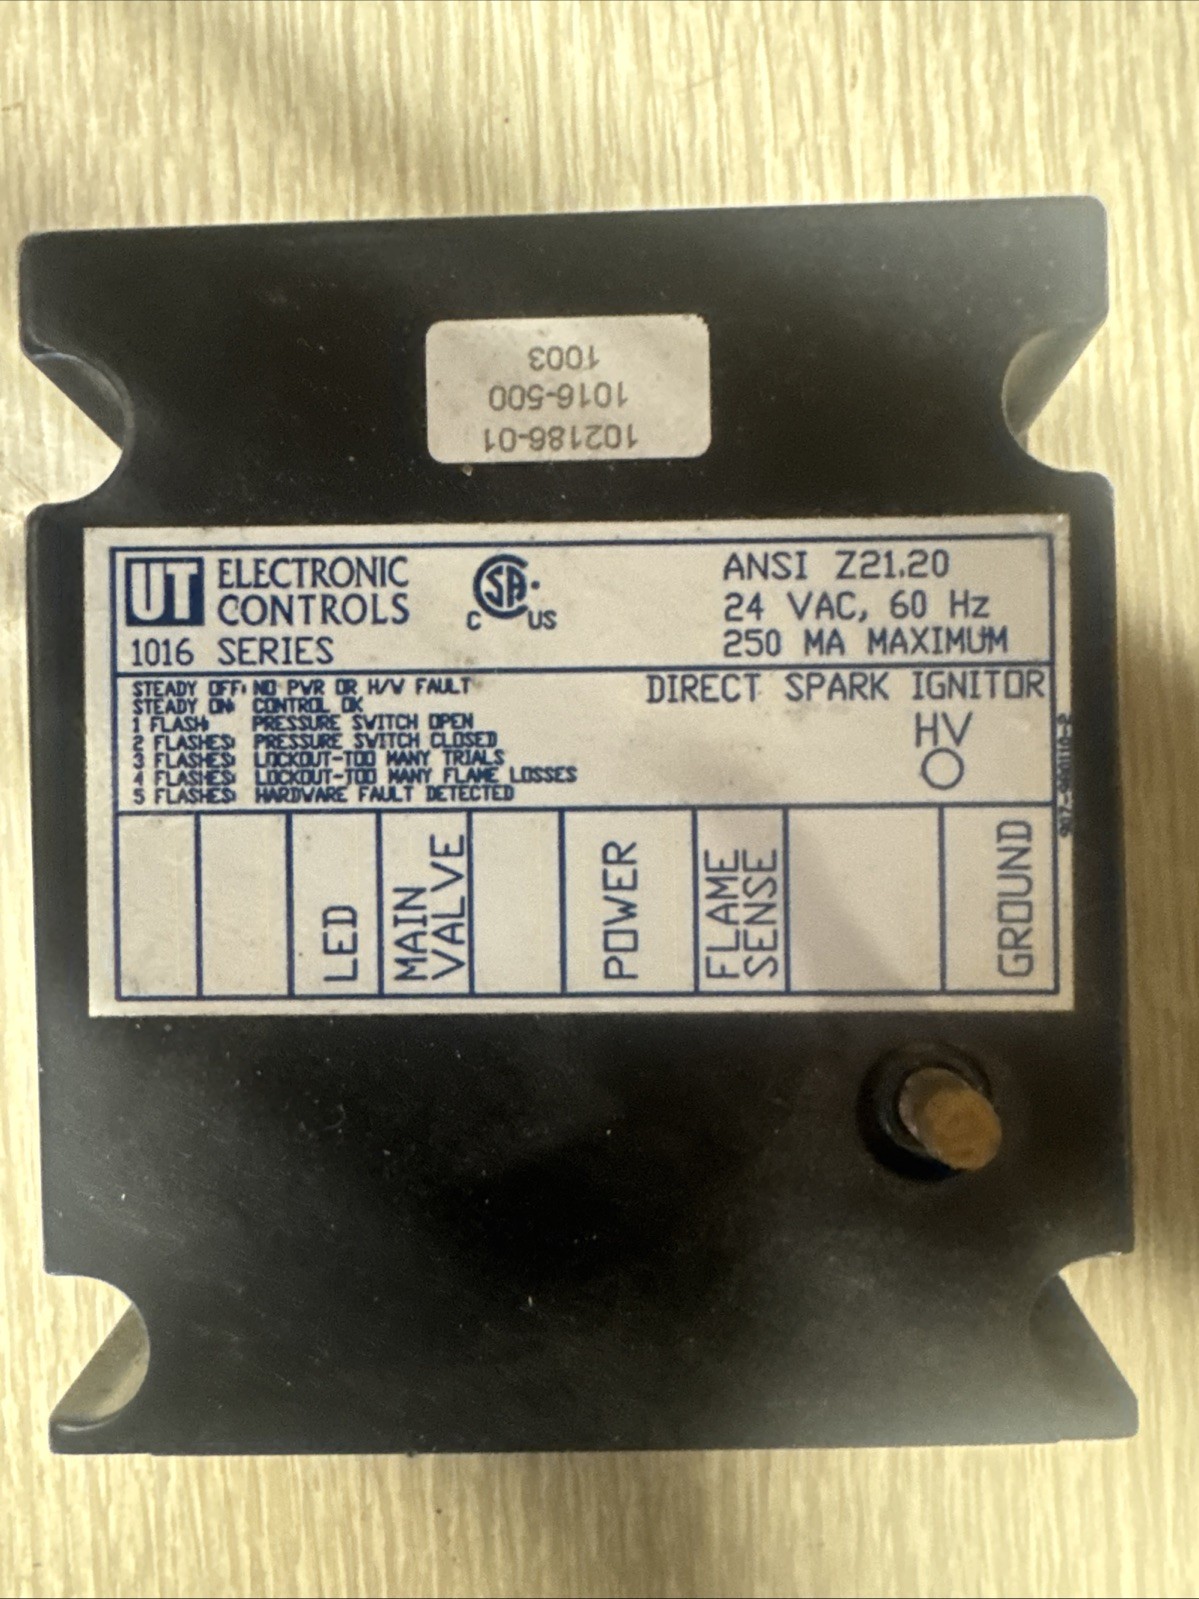 102186-01
1016-500
1003
UT ELECTRONIC
CONTROLS
1016 SERIES
C SA US
ANSI Z21.20
24 VAC, 60 Hz
250 MA MAXIMUM
STEADY OFF: NO PWR OR H/W FAULT
STEADY ON: CONTROL OK
1 FLASH: PRESSURE SWITCH OPEN
2 FLASHES: PRESSURE SWITCH CLOSED
3 FLASHES: LOCKOUT-TOO MANY TRIALS
4 FLASHES: LOCKOUT-TOO MANY FLAME LOSSES
5 FLASHES: HARDWARE FAULT DETECTED
DIRECT SPARK IGNITOR
HV
LED
MAIN
VALVE
POWER
FLAME
SENSE
GROUND